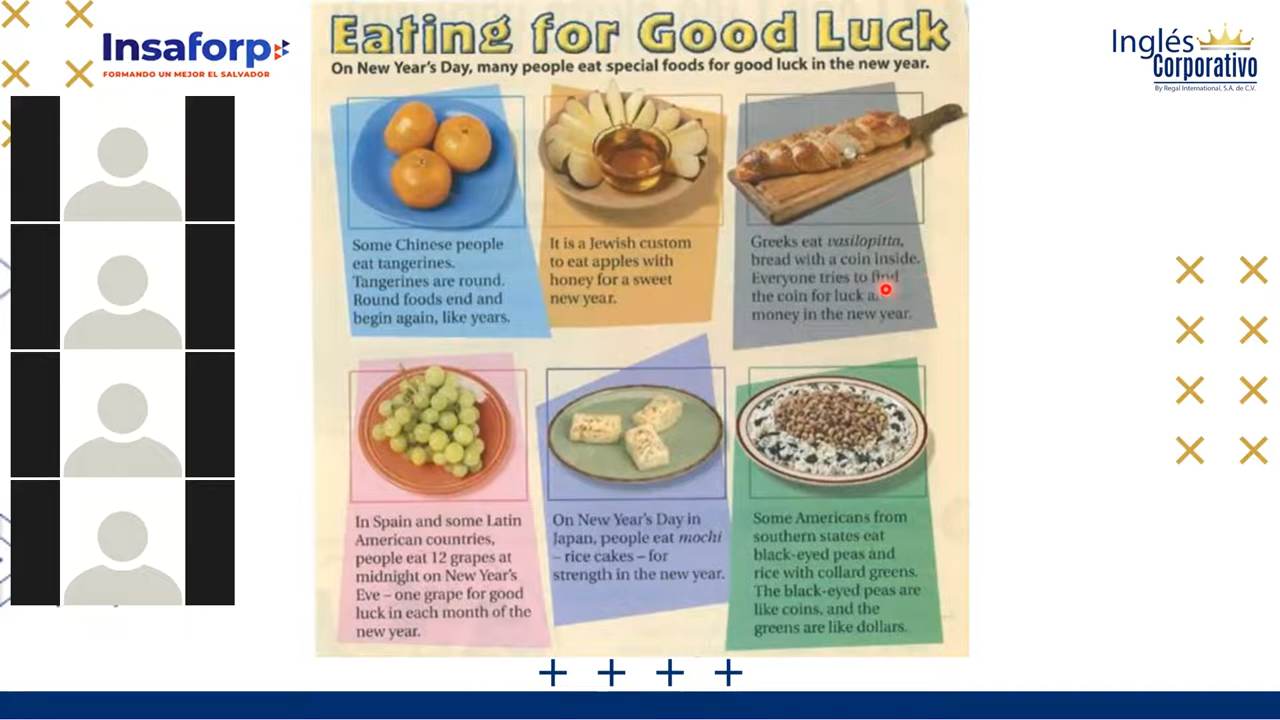 Insaforp
FORMANDO UN MEJOR EL SALVADOR
Eating for Good Luck
On New Year's Day, many people eat special foods for good luck in the new year.
Inglés
Corporativo
By Regal International, S.A. de C.V.
Some Chinese people
eat tangerines.
Tangerines are round.
Round foods end and
begin again, like years.
It is a Jewish custom
to eat apples with
honey for a sweet
new year.
Greeks eat vasilopitta,
bread with a coin inside.
Everyone tries to find
the coin for luck
money in the new year.
In Spain and some Latin
American countries,
people eat 12 grapes at
midnight on New Year's
Eve – one grape for good
luck in each month of the
new year.
On New Year's Day in
Japan, people eat mochi
– rice cakes – for
strength in the new year.
Some Americans from
southern states eat
black-eyed peas and
rice with collard greens.
The black-eyed peas are
like coins, and the
greens are like dollars.